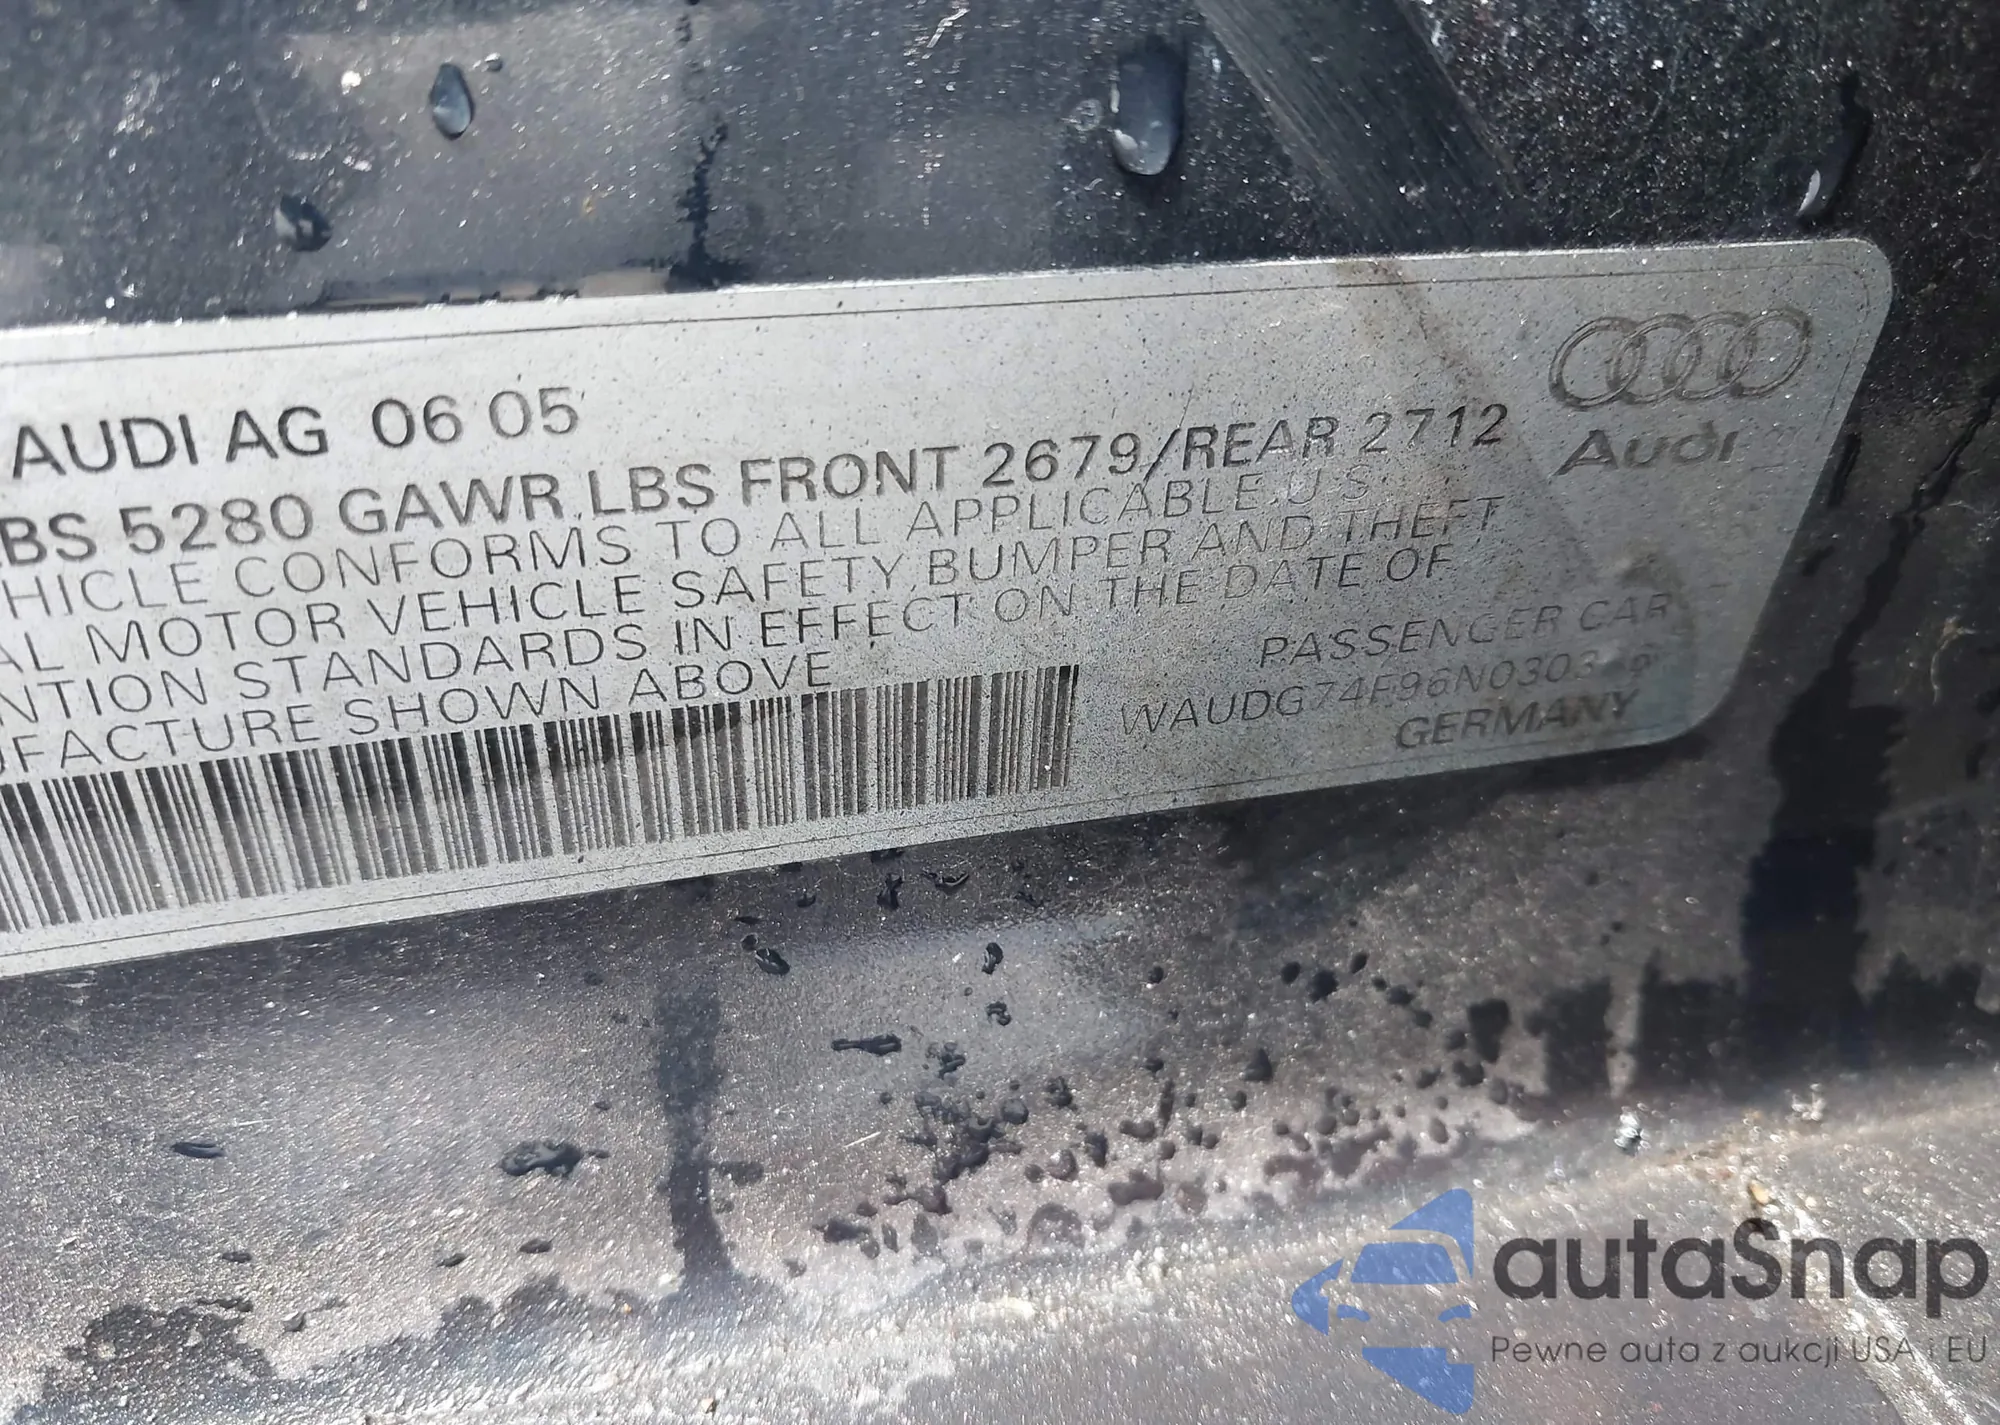 AUDI AG 06 05
BS 5280 GAWR LBS FRONT 2679/REAR 2712
HICLE CONFORMS TO ALL APPLICABLE U S
AL MOTOR VEHICLE SAFETY BUMPER AND THEFT
NTION STANDARDS IN EFFECT ON THE DATE OF
UFACTURE SHOWN ABOVE
Audi
PASSENGER CAR
GERMANY
autaSnap
Pewne auta z aukcji USA i EU